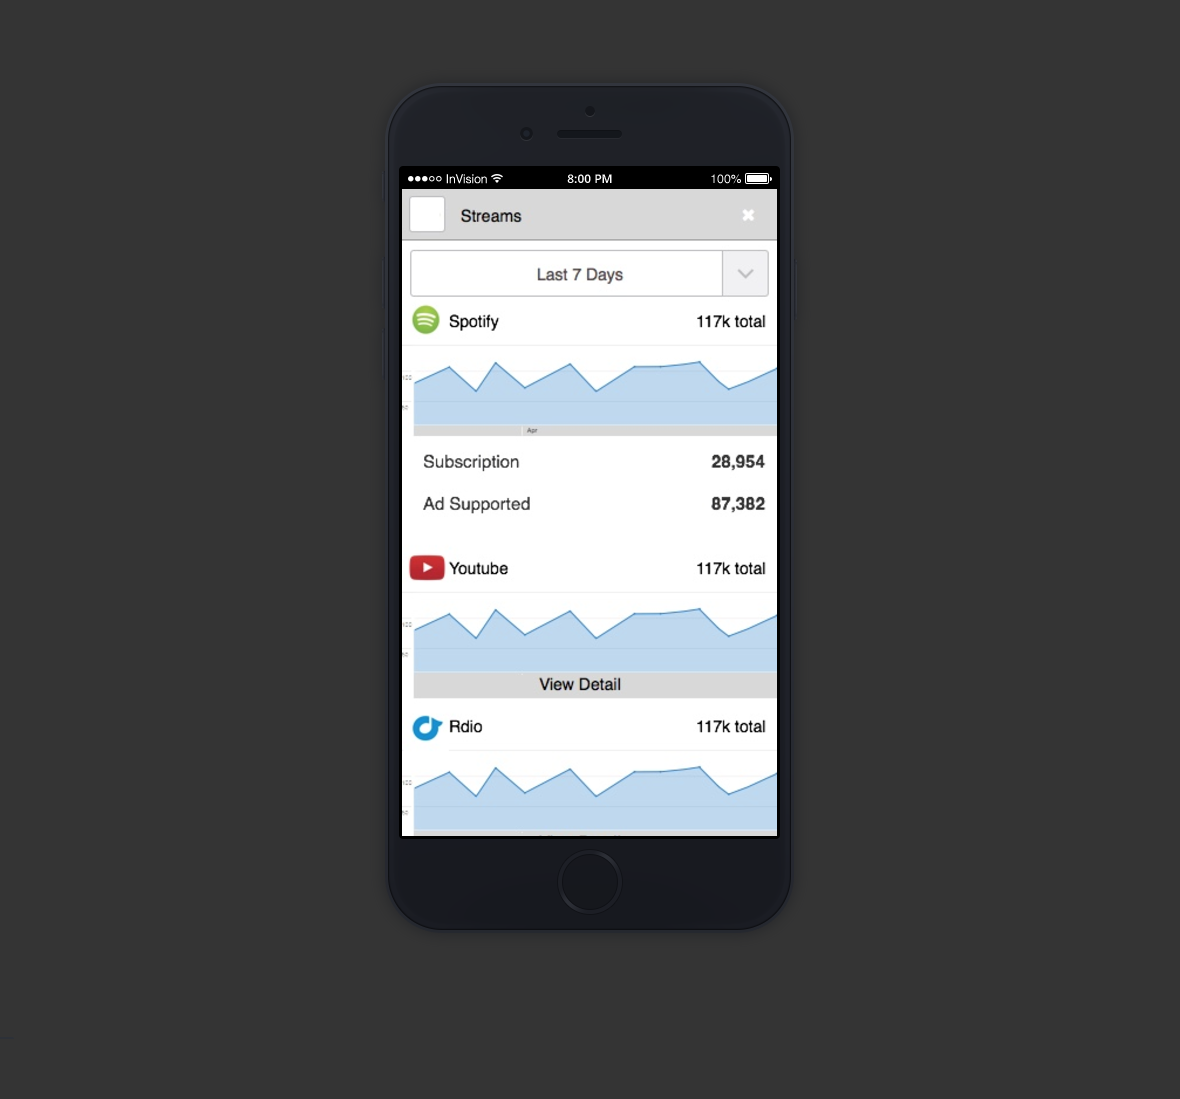 InVision 8:00 PM 100%
Streams
Last 7 Days
Spotify 117k total
Apr
Subscription 28,954
Ad Supported 87,382
Youtube 117k total
View Detail
Rdio 117k total